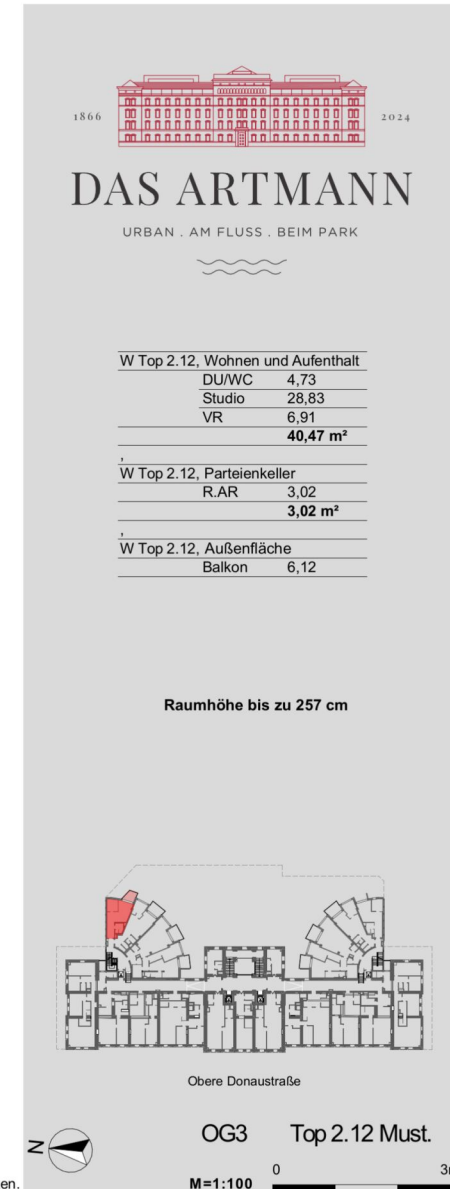 1866 2024
DAS ARTMANN
URBAN . AM FLUSS . BEIM PARK
W Top 2.12, Wohnen und Aufenthalt
DU/WC 4,73
Studio 28,83
VR 6,91
40,47 m²
,
W Top 2.12, Parteienkeller
R.AR 3,02
3,02 m²
,
W Top 2.12, Außenfläche
Balkon 6,12
Raumhöhe bis zu 257 cm
Obere Donaustraße
N
OG3 Top 2.12 Must.
0 3m
en. M=1:100